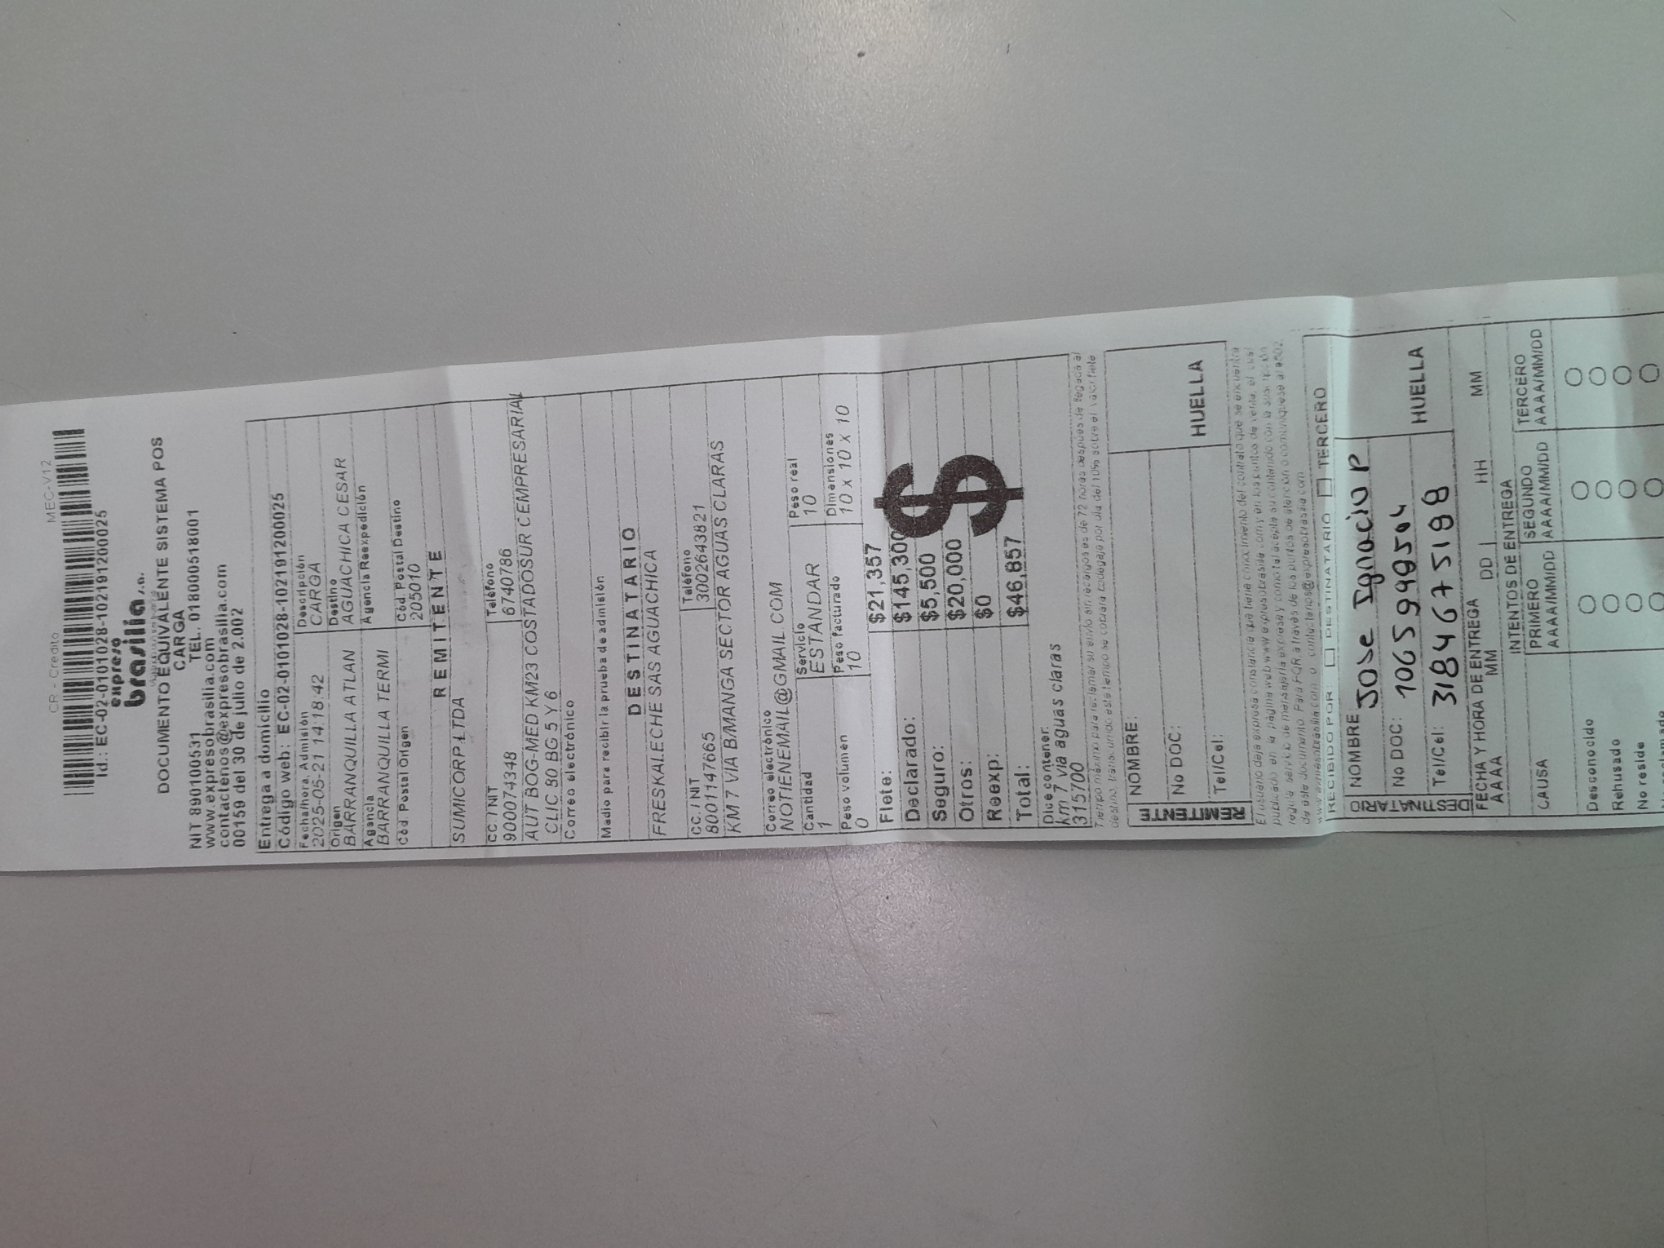 CR - Credito MEC-V12
Id.: EC-02-0101028-10219120025
expreso
brasilia s.a.
DOCUMENTO EQUIVALENTE SISTEMA POS
CARGA
NIT 890100531 TEL. 018000518001
www.expresobrasilia.com
contactenos@expresobrasilia.com
00159 del 30 de julio de 2.002
Entrega a domicilio
Código web: EC-02-0101028-10219120025
Fecha/hora. Admisión Descripción
2025-05-21 14:18:42 CARGA
Origen Destino
BARRANQUILLA ATLAN AGUACHICA CESAR
Agencia Agencia Reexpedición
BARRANQUILLA TERMI
Cód Postal Origen Cód Postal Destino
205010
REMITENTE
SUMICORP LTDA
CC / NIT Teléfono
900074348 6740786
AUT BOG-MED KM23 COSTADOSUR CEMPRESARIAL
CLIC 80 BG 5 Y 6
Correo electrónico
Medio para recibir la prueba de admisión
DESTINATARIO
FRESKALECHE SAS AGUACHICA
CC. / NIT Teléfono
8001147665 3002643821
KM 7 VIA B/MANGA SECTOR AGUAS CLARAS
Correo electrónico
NOTIENEMAIL@GMAIL.COM
Cantidad Servicio Peso real
1 ESTANDAR 10
Peso volumen Peso facturado Dimensiones
0 10 10 x 10 x 10
Flete: $21,357
Declarado: $145,300
Seguro: $5,500
Otros: $20,000
Reexp: $0
Total: $46,857
$
Dice contener:
km 7 via aguas claras
315700
REMITENTE
NOMBRE:
No DOC:
Tel/Cel:
HUELLA
RECIBIDO POR: DESTINATARIO TERCERO
DESTINATARIO
NOMBRE Jose Ignacio P
No DOC: 1065998504
Tel/Cel: 3184675198
HUELLA
FECHA Y HORA DE ENTREGA
AAAA MM DD HH MM
INTENTOS DE ENTREGA
CAUSA PRIMERO SEGUNDO TERCERO
AAAA/MM/DD AAAA/MM/DD AAAA/MM/DD
Desconocido
Rehusado
No reside